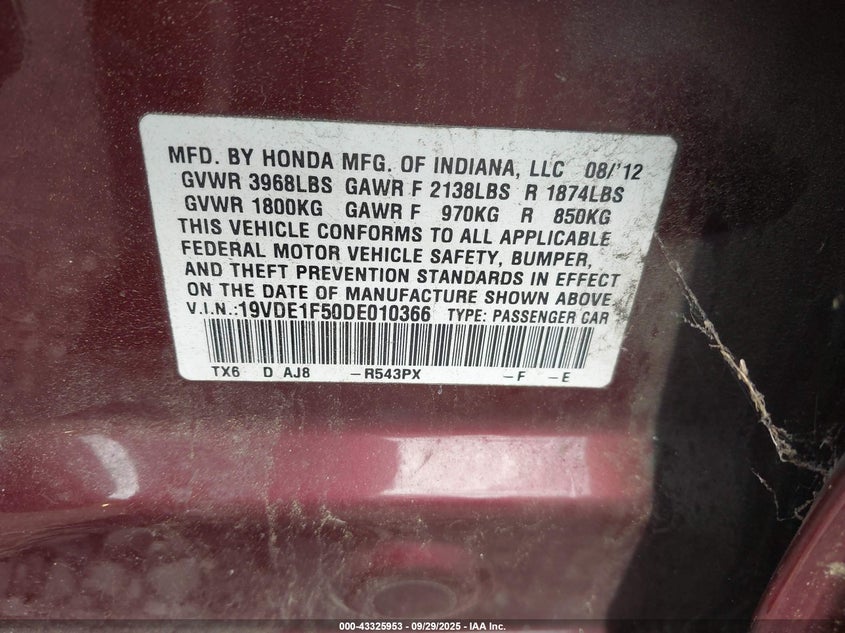 MFD. BY HONDA MFG. OF INDIANA, LLC 08/'12
GVWR 3968LBS GAWR F 2138LBS R 1874LBS
GVWR 1800KG GAWR F 970KG R 850KG
THIS VEHICLE CONFORMS TO ALL APPLICABLE
FEDERAL MOTOR VEHICLE SAFETY, BUMPER,
AND THEFT PREVENTION STANDARDS IN EFFECT
ON THE DATE OF MANUFACTURE SHOWN ABOVE.
V.I.N.:19VDE1F50DE010366 TYPE: PASSENGER CAR
TX6 D AJ8 –R543PX –F –E
000-43325953 | 09/29/2025 - IAA Inc.